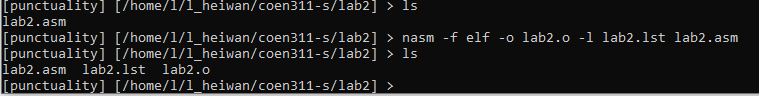 [punctuality] [/home/l/l_heiwan/coen311-s/lab2] > ls
lab2.asm
[punctuality] [/home/l/l_heiwan/coen311-s/lab2] > nasm -f elf -o lab2.o -l lab2.lst lab2.asm
[punctuality] [/home/l/l_heiwan/coen311-s/lab2] > ls
lab2.asm  lab2.lst  lab2.o
[punctuality] [/home/l/l_heiwan/coen311-s/lab2] >